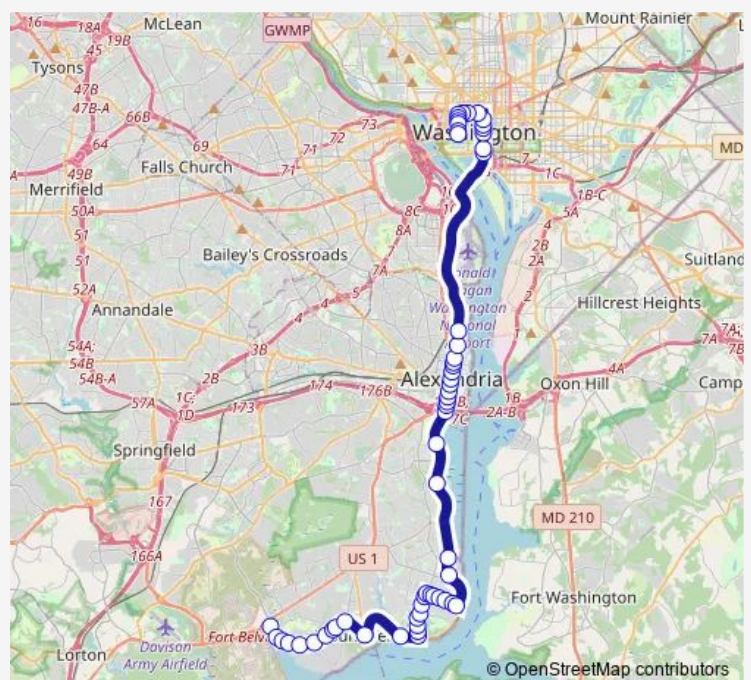 Mount Rainier
McLean
GWMP
16
18A
19B
45
Tysons
47B
47B-A
66B
73
72
71
69
71
64
49B
Falls Church
Washington
MD
7
1C
1B-C
5A
Merrifield
50A
8C
8A
4
2B
2A
51
51
Bailey's Crossroads
7A
Suitland
52A
Annandale
Hillcrest Heights
2
54A;
54B
54B-A
3B
2B
1
4A
7A;
7B
Alexandria
174
176B
57A
1C;
1D
173
2A-B
1B
7C
Oxon Hill
Camp
Springfield
167
166A
MD 210
US 1
Fort Washington
Davison
Army Airfield
Lorton
© OpenStreetMap contributors